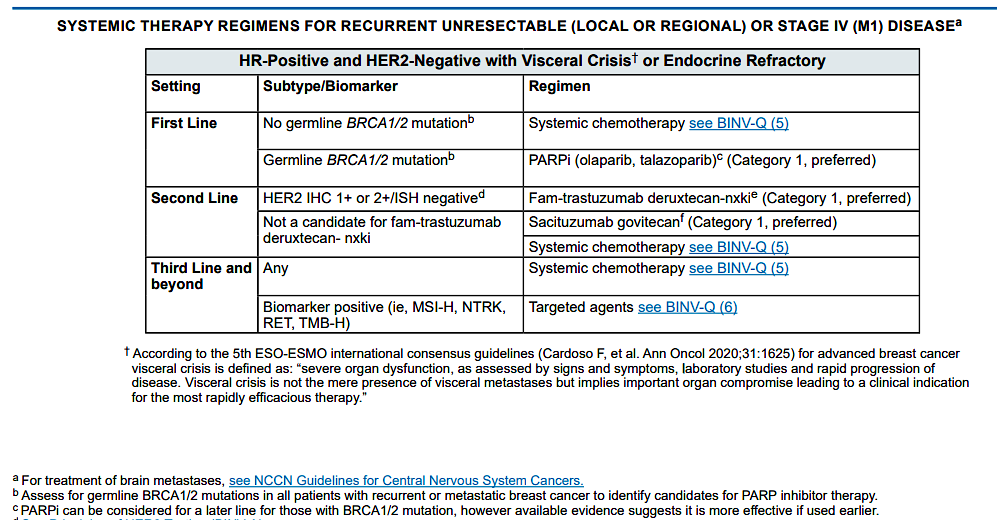 SYSTEMIC THERAPY REGIMENS FOR RECURRENT UNRESECTABLE (LOCAL OR REGIONAL) OR STAGE IV (M1) DISEASEᵃ
HR-Positive and HER2-Negative with Visceral Crisis† or Endocrine Refractory
Setting Subtype/Biomarker Regimen
First Line No germline BRCA1/2 mutationᵇ Systemic chemotherapy see BINV-Q (5)
Germline BRCA1/2 mutationᵇ PARPi (olaparib, talazoparib)ᶜ (Category 1, preferred)
Second Line HER2 IHC 1+ or 2+/ISH negativeᵈ Fam-trastuzumab deruxtecan-nxkiᵉ (Category 1, preferred)
Not a candidate for fam-trastuzumab Sacituzumab govitecanᶠ (Category 1, preferred)
deruxtecan- nxki
Systemic chemotherapy see BINV-Q (5)
Third Line and Any Systemic chemotherapy see BINV-Q (5)
beyond
Biomarker positive (ie, MSI-H, NTRK, Targeted agents see BINV-Q (6)
RET, TMB-H)
† According to the 5th ESO-ESMO international consensus guidelines (Cardoso F, et al. Ann Oncol 2020;31:1625) for advanced breast cancer
visceral crisis is defined as: “severe organ dysfunction, as assessed by signs and symptoms, laboratory studies and rapid progression of
disease. Visceral crisis is not the mere presence of visceral metastases but implies important organ compromise leading to a clinical indication
for the most rapidly efficacious therapy.”
ᵃ For treatment of brain metastases, see NCCN Guidelines for Central Nervous System Cancers.
ᵇ Assess for germline BRCA1/2 mutations in all patients with recurrent or metastatic breast cancer to identify candidates for PARP inhibitor therapy.
ᶜ PARPi can be considered for a later line for those with BRCA1/2 mutation, however available evidence suggests it is more effective if used earlier.